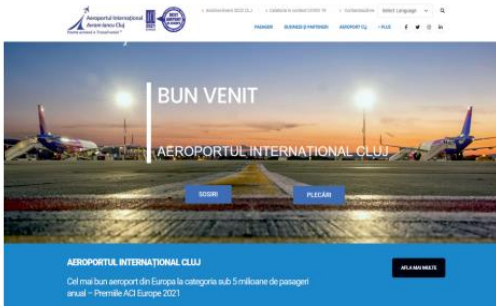 Aeroportul Internațional
Avram Iancu Cluj
Select Language
PASAGERI
BUSINESS ȘI PARTENERI
AEROPORT CLJ
+ PLUS
BUN VENIT
AEROPORTUL INTERNAȚIONAL CLUJ
SOSIRI
PLECĂRI
AEROPORTUL INTERNAȚIONAL CLUJ
AFLA MAI MULTE
Cel mai bun aeroport din Europa la categoria sub 5 milioane de pasageri
anual – Premiile ACI Europe 2021